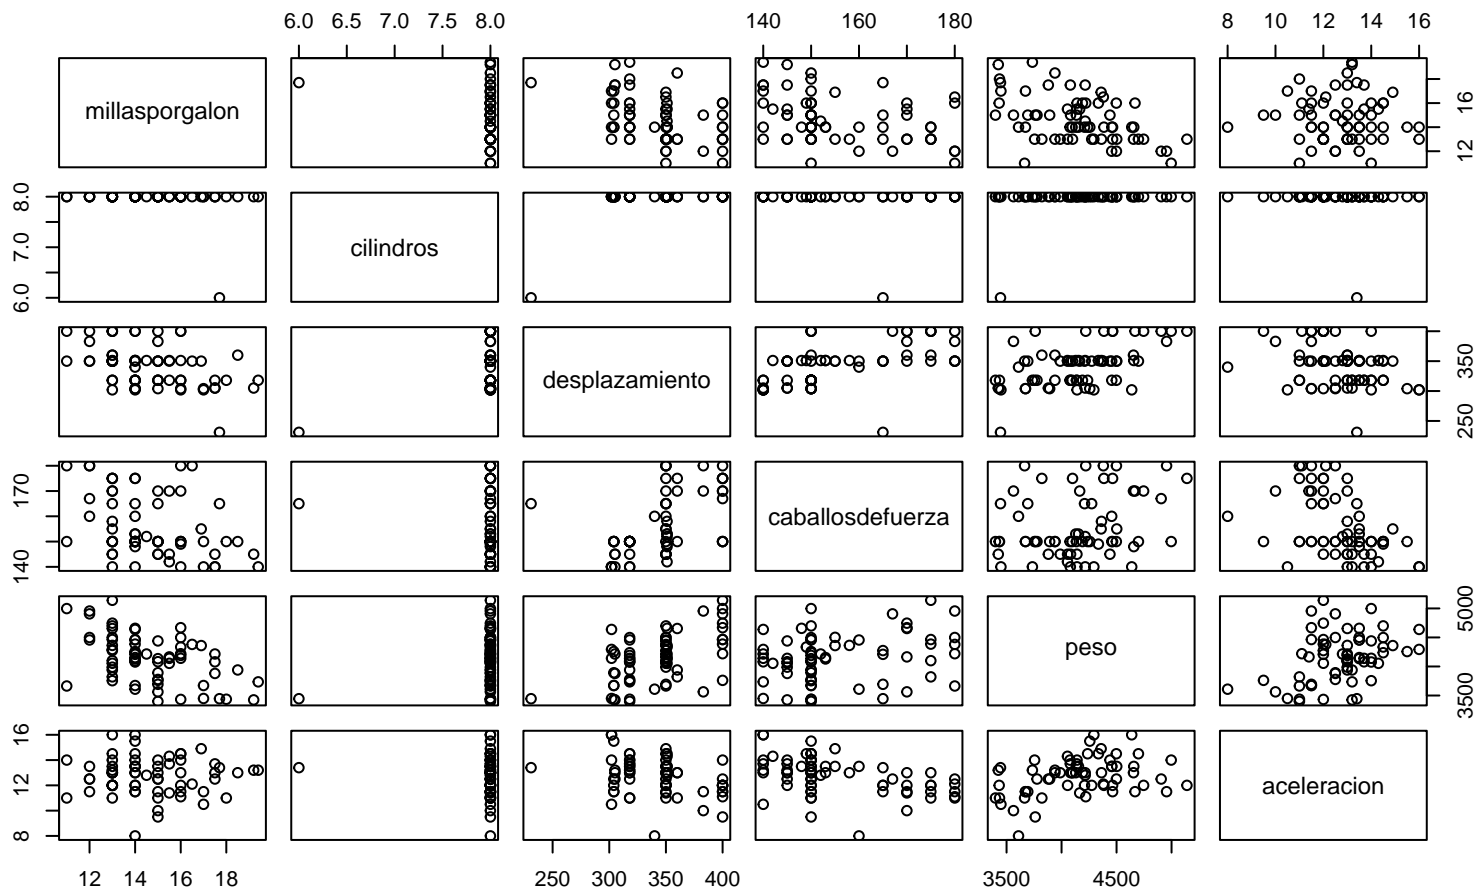 6.0 6.5 7.0 7.5 8.0 140 160 180 8 10 12 14 16
millasporgalon 12 16
6.0 7.0 8.0 cilindros
desplazamiento 250 350
140 170 caballosdefuerza
peso 3500 5000
8 12 16 aceleracion
12 14 16 18 250 300 350 400 3500 4500